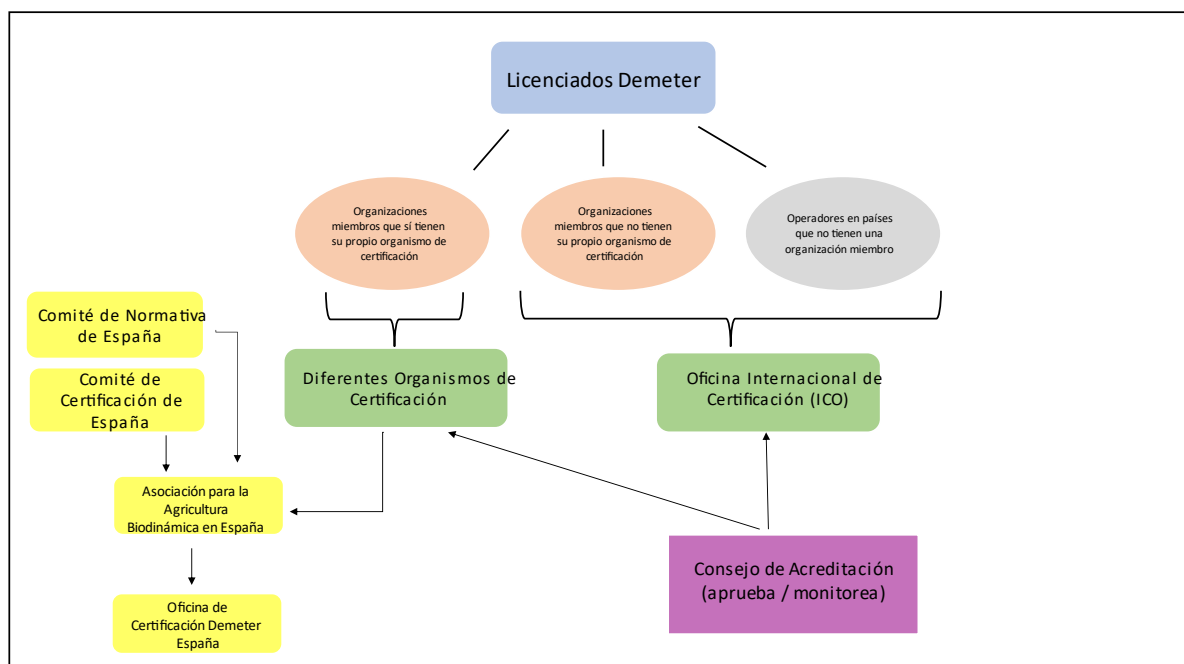 Licenciados Demeter
Organizaciones
miembros que sí tienen
su propio organismo de
certificación
Organizaciones
miembros que no tienen
su propio organismo de
certificación
Operadores en países
que no tienen una
organización miembro
Comité de Normativa
de España
Comité de
Certificación de
España
Diferentes Organismos de
Certificación
Oficina Internacional de
Certificación (ICO)
Asociación para la
Agricultura
Biodinámica en España
Consejo de Acreditación
(aprueba / monitorea)
Oficina de
Certificación Demeter
España